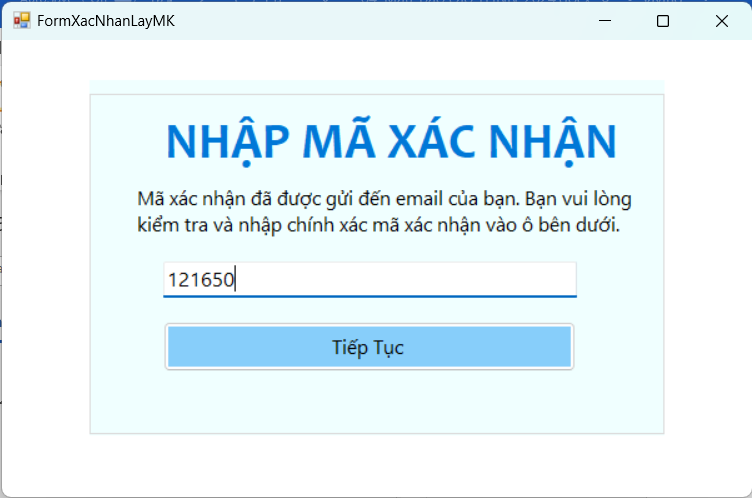 FormXacNhanLayMK
NHẬP MÃ XÁC NHẬN
Mã xác nhận đã được gửi đến email của bạn. Bạn vui lòng
kiểm tra và nhập chính xác mã xác nhận vào ô bên dưới.
121650
Tiếp Tục